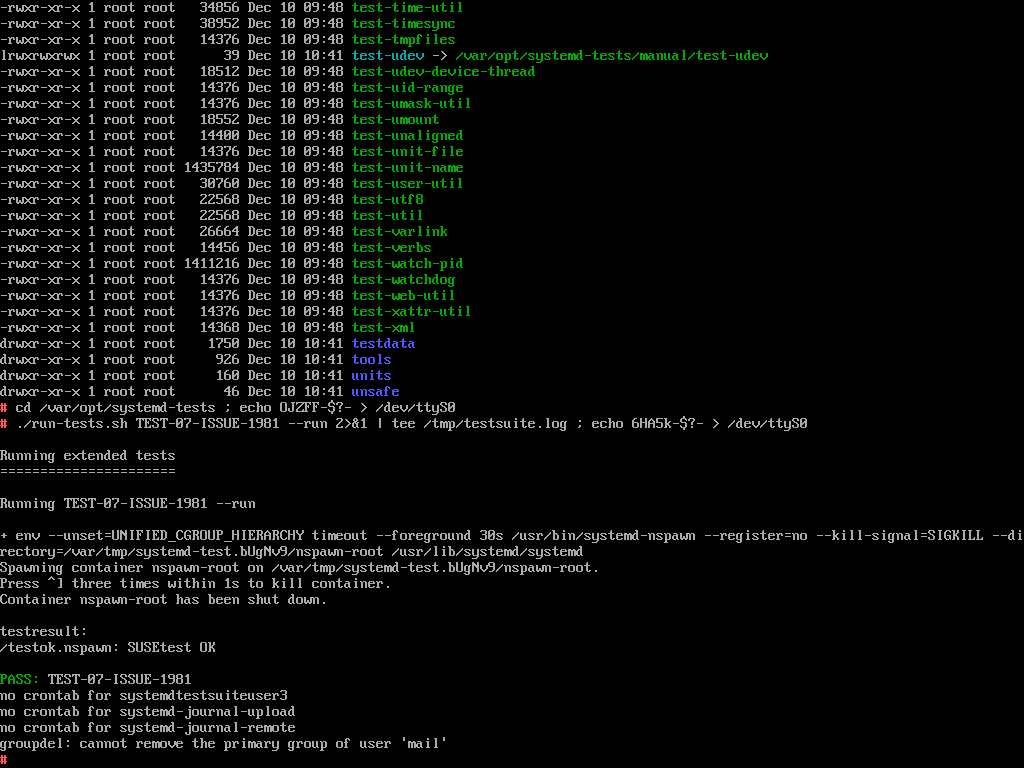 -rwxr-xr-x 1 root root   34856 Dec 10 09:48 test-time-util
-rwxr-xr-x 1 root root   38952 Dec 10 09:48 test-timesync
-rwxr-xr-x 1 root root   14376 Dec 10 09:48 test-tmpfiles
lrwxrwxrwx 1 root root      39 Dec 10 10:41 test-udev -> /var/opt/systemd-tests/manual/test-udev
-rwxr-xr-x 1 root root   18512 Dec 10 09:48 test-udev-device-thread
-rwxr-xr-x 1 root root   14376 Dec 10 09:48 test-uid-range
-rwxr-xr-x 1 root root   14376 Dec 10 09:48 test-umask-util
-rwxr-xr-x 1 root root   18552 Dec 10 09:48 test-umount
-rwxr-xr-x 1 root root   14400 Dec 10 09:48 test-unaligned
-rwxr-xr-x 1 root root   14376 Dec 10 09:48 test-unit-file
-rwxr-xr-x 1 root root 1435784 Dec 10 09:48 test-unit-name
-rwxr-xr-x 1 root root   30760 Dec 10 09:48 test-user-util
-rwxr-xr-x 1 root root   22568 Dec 10 09:48 test-utf8
-rwxr-xr-x 1 root root   22568 Dec 10 09:48 test-util
-rwxr-xr-x 1 root root   26664 Dec 10 09:48 test-varlink
-rwxr-xr-x 1 root root   14456 Dec 10 09:48 test-verbs
-rwxr-xr-x 1 root root 1411216 Dec 10 09:48 test-watch-pid
-rwxr-xr-x 1 root root   14376 Dec 10 09:48 test-watchdog
-rwxr-xr-x 1 root root   14376 Dec 10 09:48 test-web-util
-rwxr-xr-x 1 root root   14376 Dec 10 09:48 test-xattr-util
-rwxr-xr-x 1 root root   14368 Dec 10 09:48 test-xml
drwxr-xr-x 1 root root    1750 Dec 10 10:41 testdata
drwxr-xr-x 1 root root     926 Dec 10 10:41 tools
drwxr-xr-x 1 root root     160 Dec 10 10:41 units
drwxr-xr-x 1 root root      46 Dec 10 10:41 unsafe
# cd /var/opt/systemd-tests ; echo OJZFF-$?- > /dev/ttyS0
# ./run-tests.sh TEST-07-ISSUE-1981 --run 2>&1 | tee /tmp/testsuite.log ; echo 6HA5k-$?- > /dev/ttyS0
Running extended tests
======================
Running TEST-07-ISSUE-1981 --run
+ env --unset=UNIFIED_CGROUP_HIERARCHY timeout --foreground 30s /usr/bin/systemd-nspawn --register=no --kill-signal=SIGKILL --di
rectory=/var/tmp/systemd-test.bUgNv9/nspawn-root /usr/lib/systemd/systemd
Spawning container nspawn-root on /var/tmp/systemd-test.bUgNv9/nspawn-root.
Press ^] three times within 1s to kill container.
Container nspawn-root has been shut down.
testresult:
/testok.nspawn: SUSEtest OK
PASS: TEST-07-ISSUE-1981
no crontab for systemdtestsuiteuser3
no crontab for systemd-journal-upload
no crontab for systemd-journal-remote
groupdel: cannot remove the primary group of user 'mail'
#